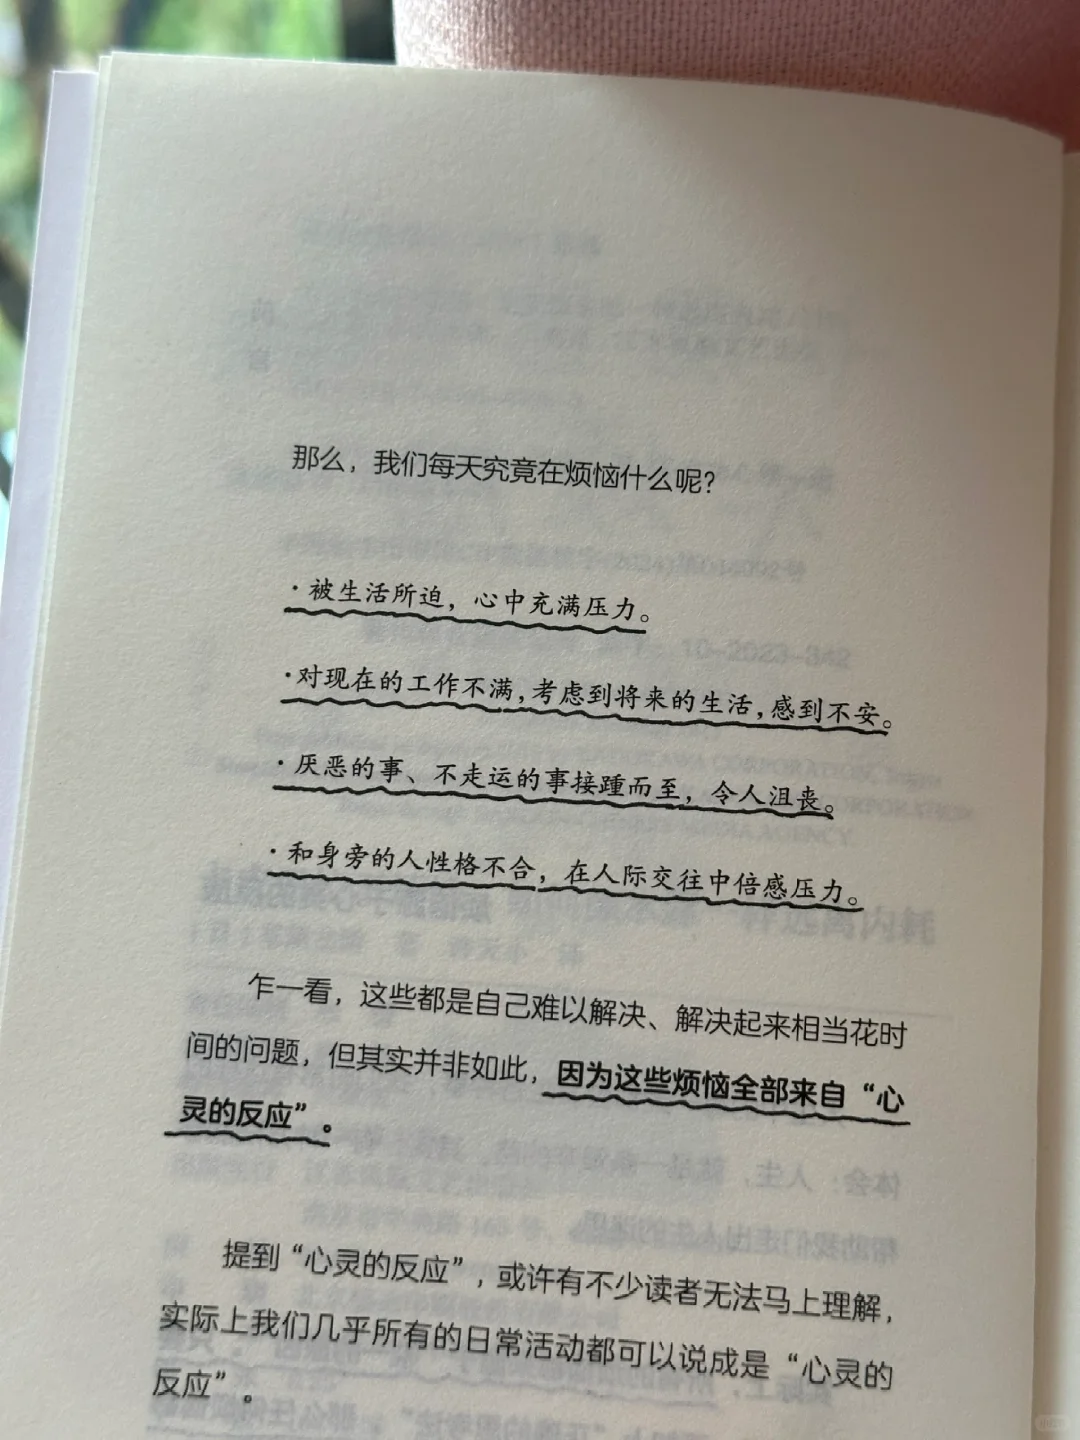 那么，我们每天究竟在烦恼什么呢？
·被生活所迫，心中充满压力。
·对现在的工作不满，考虑到将来的生活，感到不安。
·厌恶的事、不走运的事接踵而至，令人沮丧。
·和身旁的人性格不合，在人际交往中倍感压力。
乍一看，这些都是自己难以解决、解决起来相当花时
间的问题，但其实并非如此，因为这些烦恼全部来自“心
灵的反应”。
提到“心灵的反应”，或许有不少读者无法马上理解，
实际上我们几乎所有的日常活动都可以说成是“心灵的
反应”。